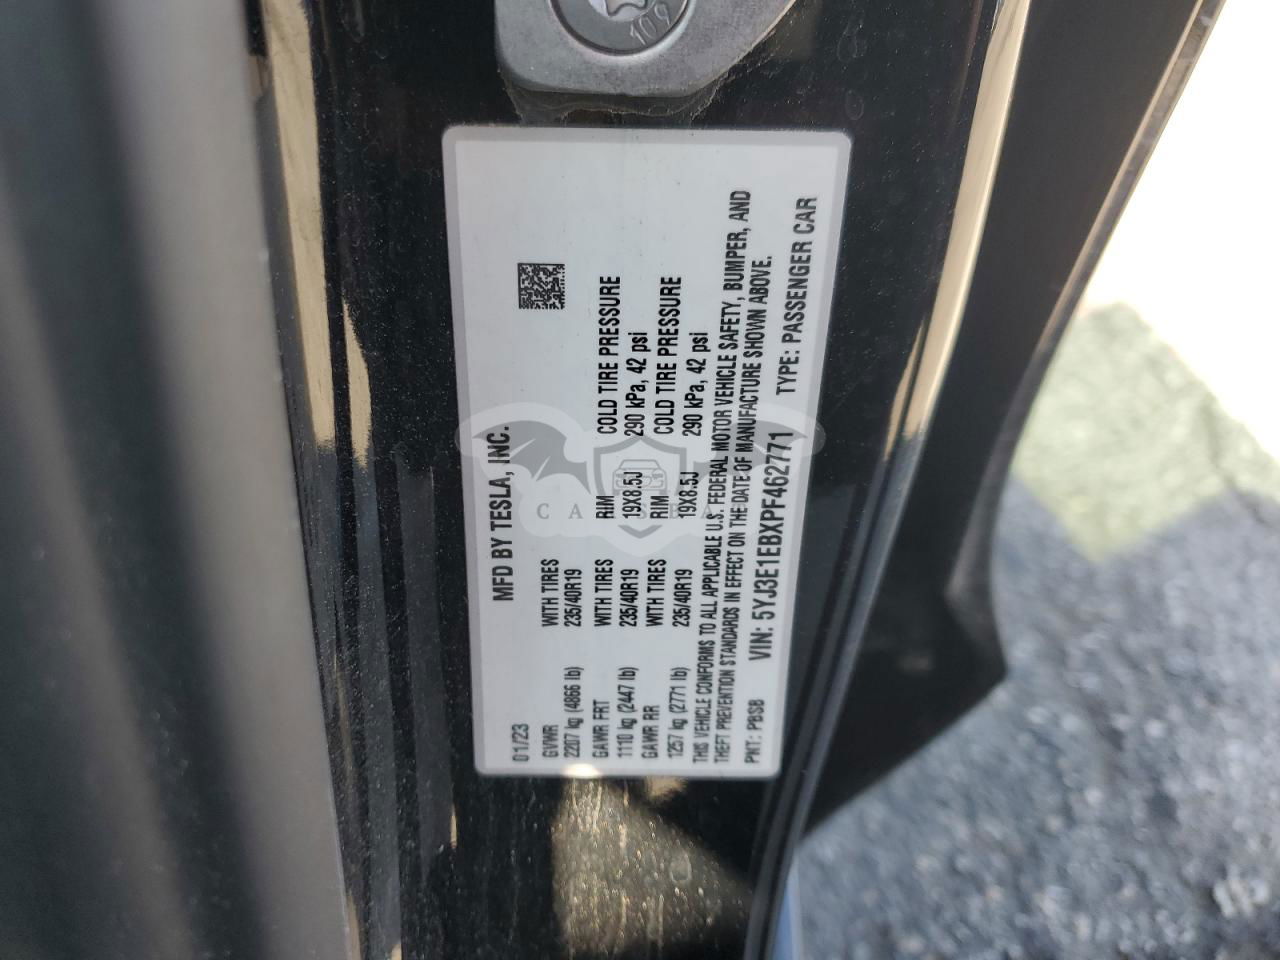 109
MFD BY TESLA, INC.
01/23
GVWR WITH TIRES
2207 kg (4866 lb) 235/40R19
GAWR FRT WITH TIRES RIM COLD TIRE PRESSURE
1110 kg (2447 lb) 235/40R19 19X8.5J 290 kPa, 42 psi
GAWR RR WITH TIRES RIM COLD TIRE PRESSURE
1257 kg (2771 lb) 235/40R19 19X8.5J 290 kPa, 42 psi
THIS VEHICLE CONFORMS TO ALL APPLICABLE U.S. FEDERAL MOTOR VEHICLE SAFETY, BUMPER, AND
THEFT PREVENTION STANDARDS IN EFFECT ON THE DATE OF MANUFACTURE SHOWN ABOVE.
PNT: PBSB VIN: 5YJ3E1EBXPF462771 TYPE: PASSENGER CAR